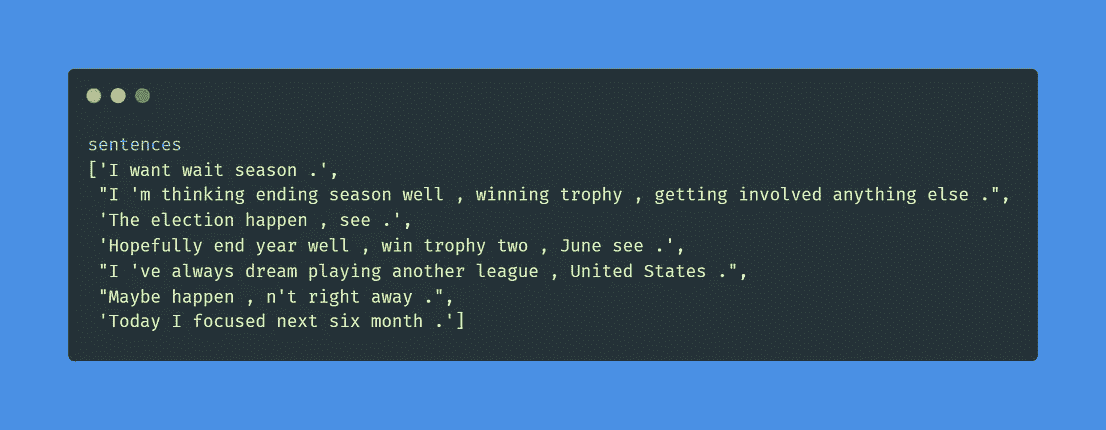 sentences
['I want wait season .',
"I 'm thinking ending season well , winning trophy , getting involved anything else .",
'The election happen , see .',
'Hopefully end year well , win trophy two , June see .',
"I 've always dream playing another league , United States .",
"Maybe happen , n't right away .",
'Today I focused next six month .']